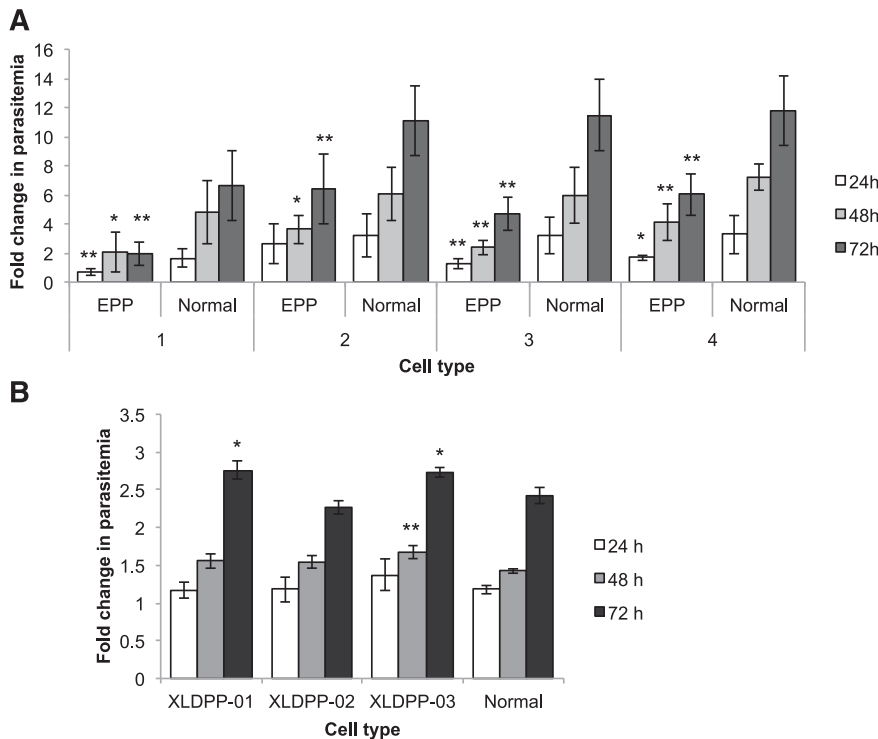 A
Fold change in parasitemia
16
14
12
10
8
6
4
2
0
** * ** * ** ** ** ** * ** **
EPP Normal EPP Normal EPP Normal EPP Normal
1 2 3 4
Cell type
24h
48h
72h
B
Fold change in parasitemia
3.5
3
2.5
2
1.5
1
0.5
0
* ** *
XLDPP-01 XLDPP-02 XLDPP-03 Normal
Cell type
24 h
48 h
72 h